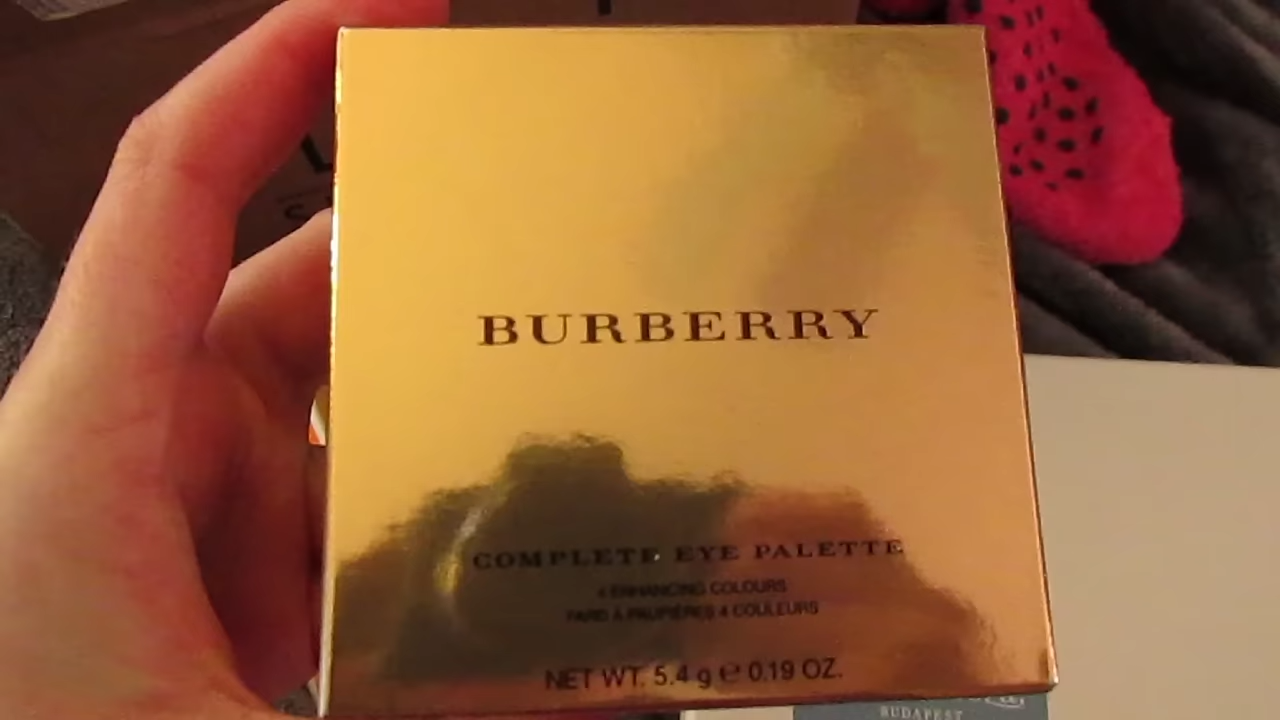 BURBERRY
COMPLETE EYE PALETTE
4 ENHANCING COLOURS
FARD À PAUPIÈRES 4 COULEURS
NET WT. 5.4 g e 0.19 OZ.
BUDAPEST